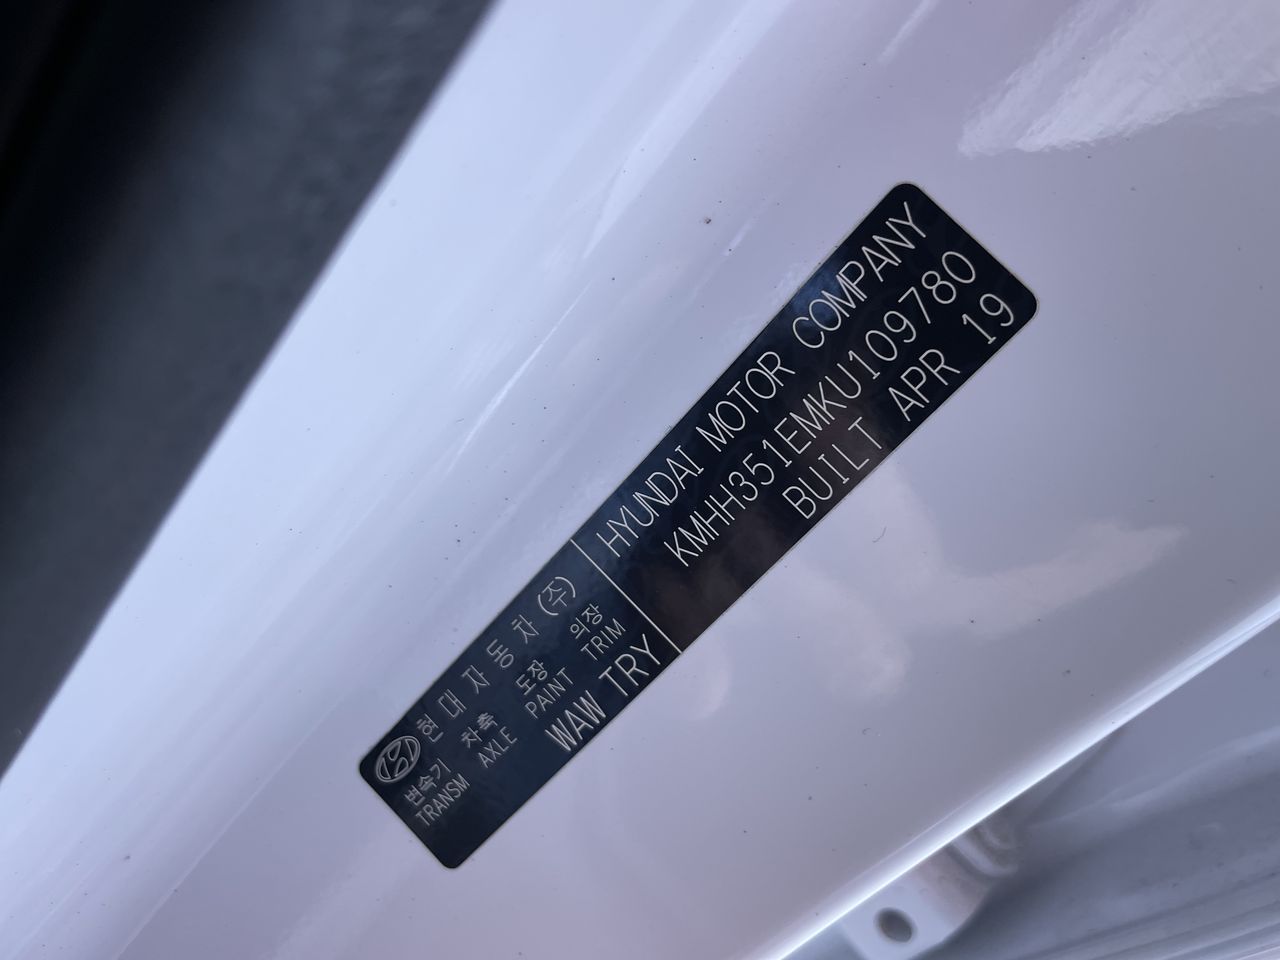 현대자동차(주)
변속기 차축 도장 의장
TRANSM AXLE PAINT TRIM
WAW TRY
HYUNDAI MOTOR COMPANY
KMHH351EMKU109780
BUILT APR 19